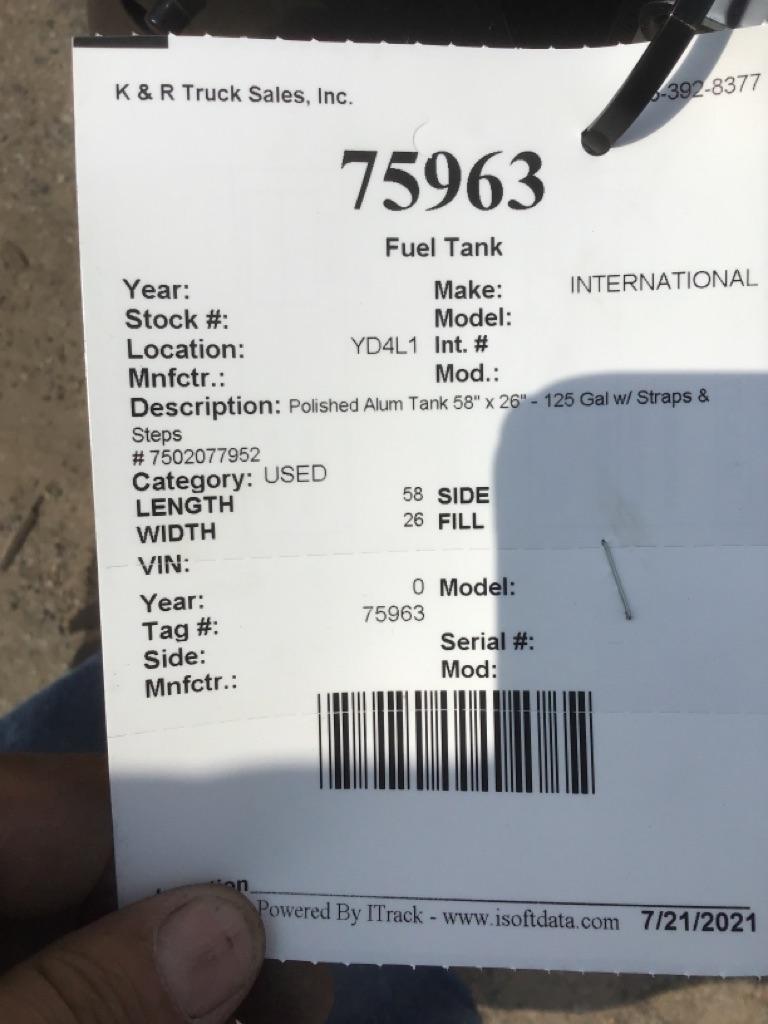 K & R Truck Sales, Inc. -392-8377
75963
Fuel Tank
Year: Make: INTERNATIONAL
Stock #: Model:
Location: YD4L1 Int. #
Mnfctr.: Mod.:
Description: Polished Alum Tank 58" x 26" - 125 Gal w/ Straps &
Steps
# 7502077952
Category: USED
LENGTH 58 SIDE
WIDTH 26 FILL
VIN:
Year: 0 Model:
Tag #: 75963
Side: Serial #:
Mnfctr.: Mod:
Powered By ITrack - www.isoftdata.com 7/21/2021